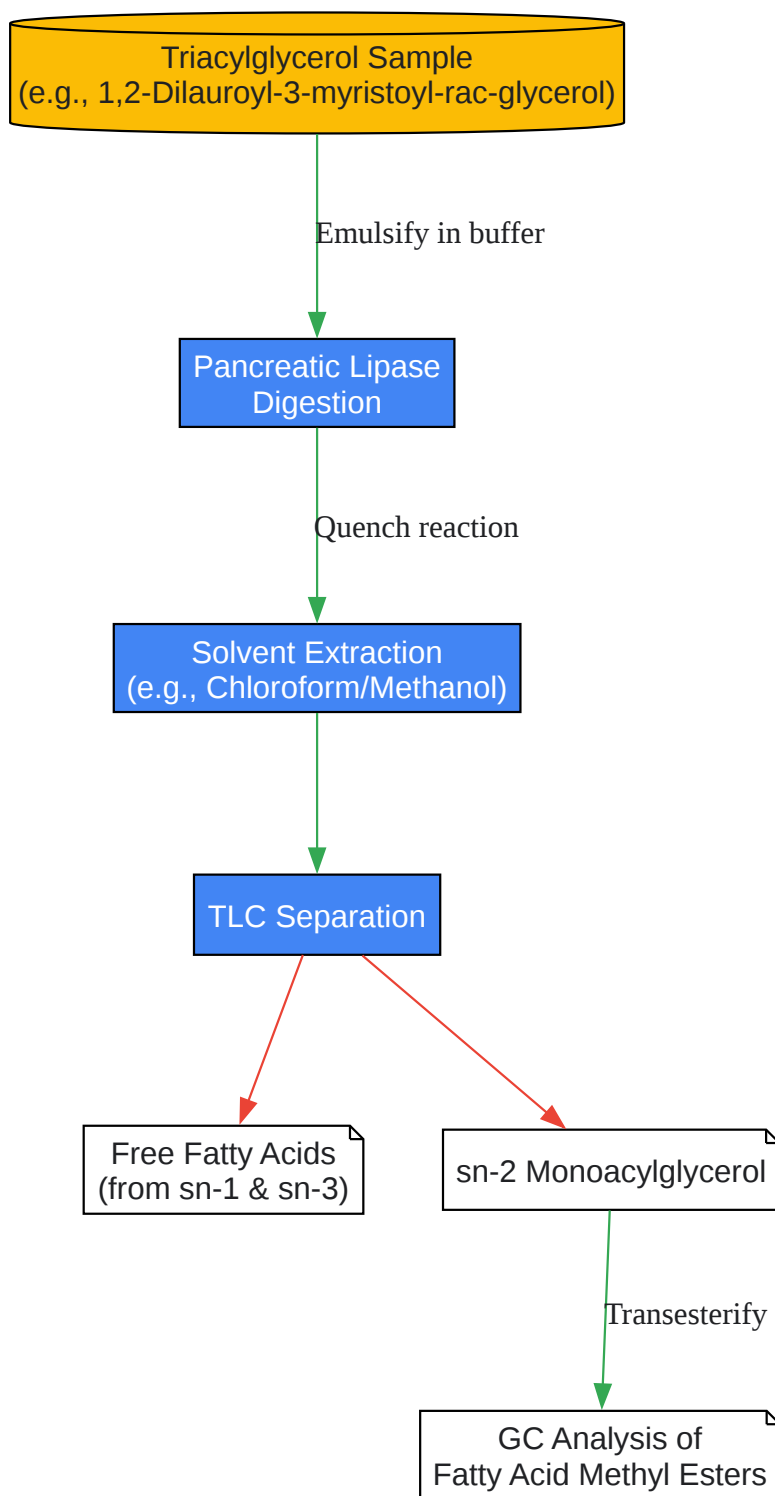 Triacylglycerol Sample
(e.g., 1,2-Dilauroyl-3-myristoyl-rac-glycerol)
Emulsify in buffer
Pancreatic Lipase
Digestion
Quench reaction
Solvent Extraction
(e.g., Chloroform/Methanol)
TLC Separation
Free Fatty Acids
(from sn-1 & sn-3)
sn-2 Monoacylglycerol
Transesterify
GC Analysis of
Fatty Acid Methyl Esters